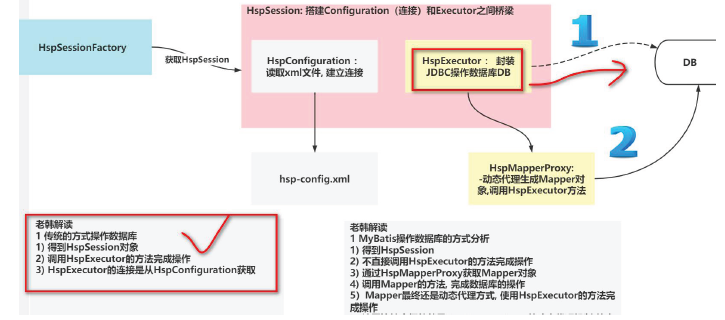 HspSession: 搭建Configuration（连接）和Executor之间桥梁
HspSessionFactory
获取HspSession
HspConfiguration：
读取xml文件, 建立连接
HspExecutor： 封装
JDBC操作数据库DB
1
DB
2
hsp-config.xml
HspMapperProxy:
-动态代理生成Mapper对
象,调用HspExecutor方法
老韩解读
1 传统的方式操作数据库
1) 得到HspSession对象
2) 调用HspExecutor的方法完成操作
3) HspExecutor的连接是从HspConfiguration获取
老韩解读
1 MyBatis操作数据库的方式分析
1) 得到HspSession
2) 不直接调用HspExecutor的方法完成操作
3) 通过HspMapperProxy获取Mapper对象
4) 调用Mapper的方法, 完成数据库的操作
5）Mapper最终还是动态代理方式, 使用HspExecutor的方法完
成操作